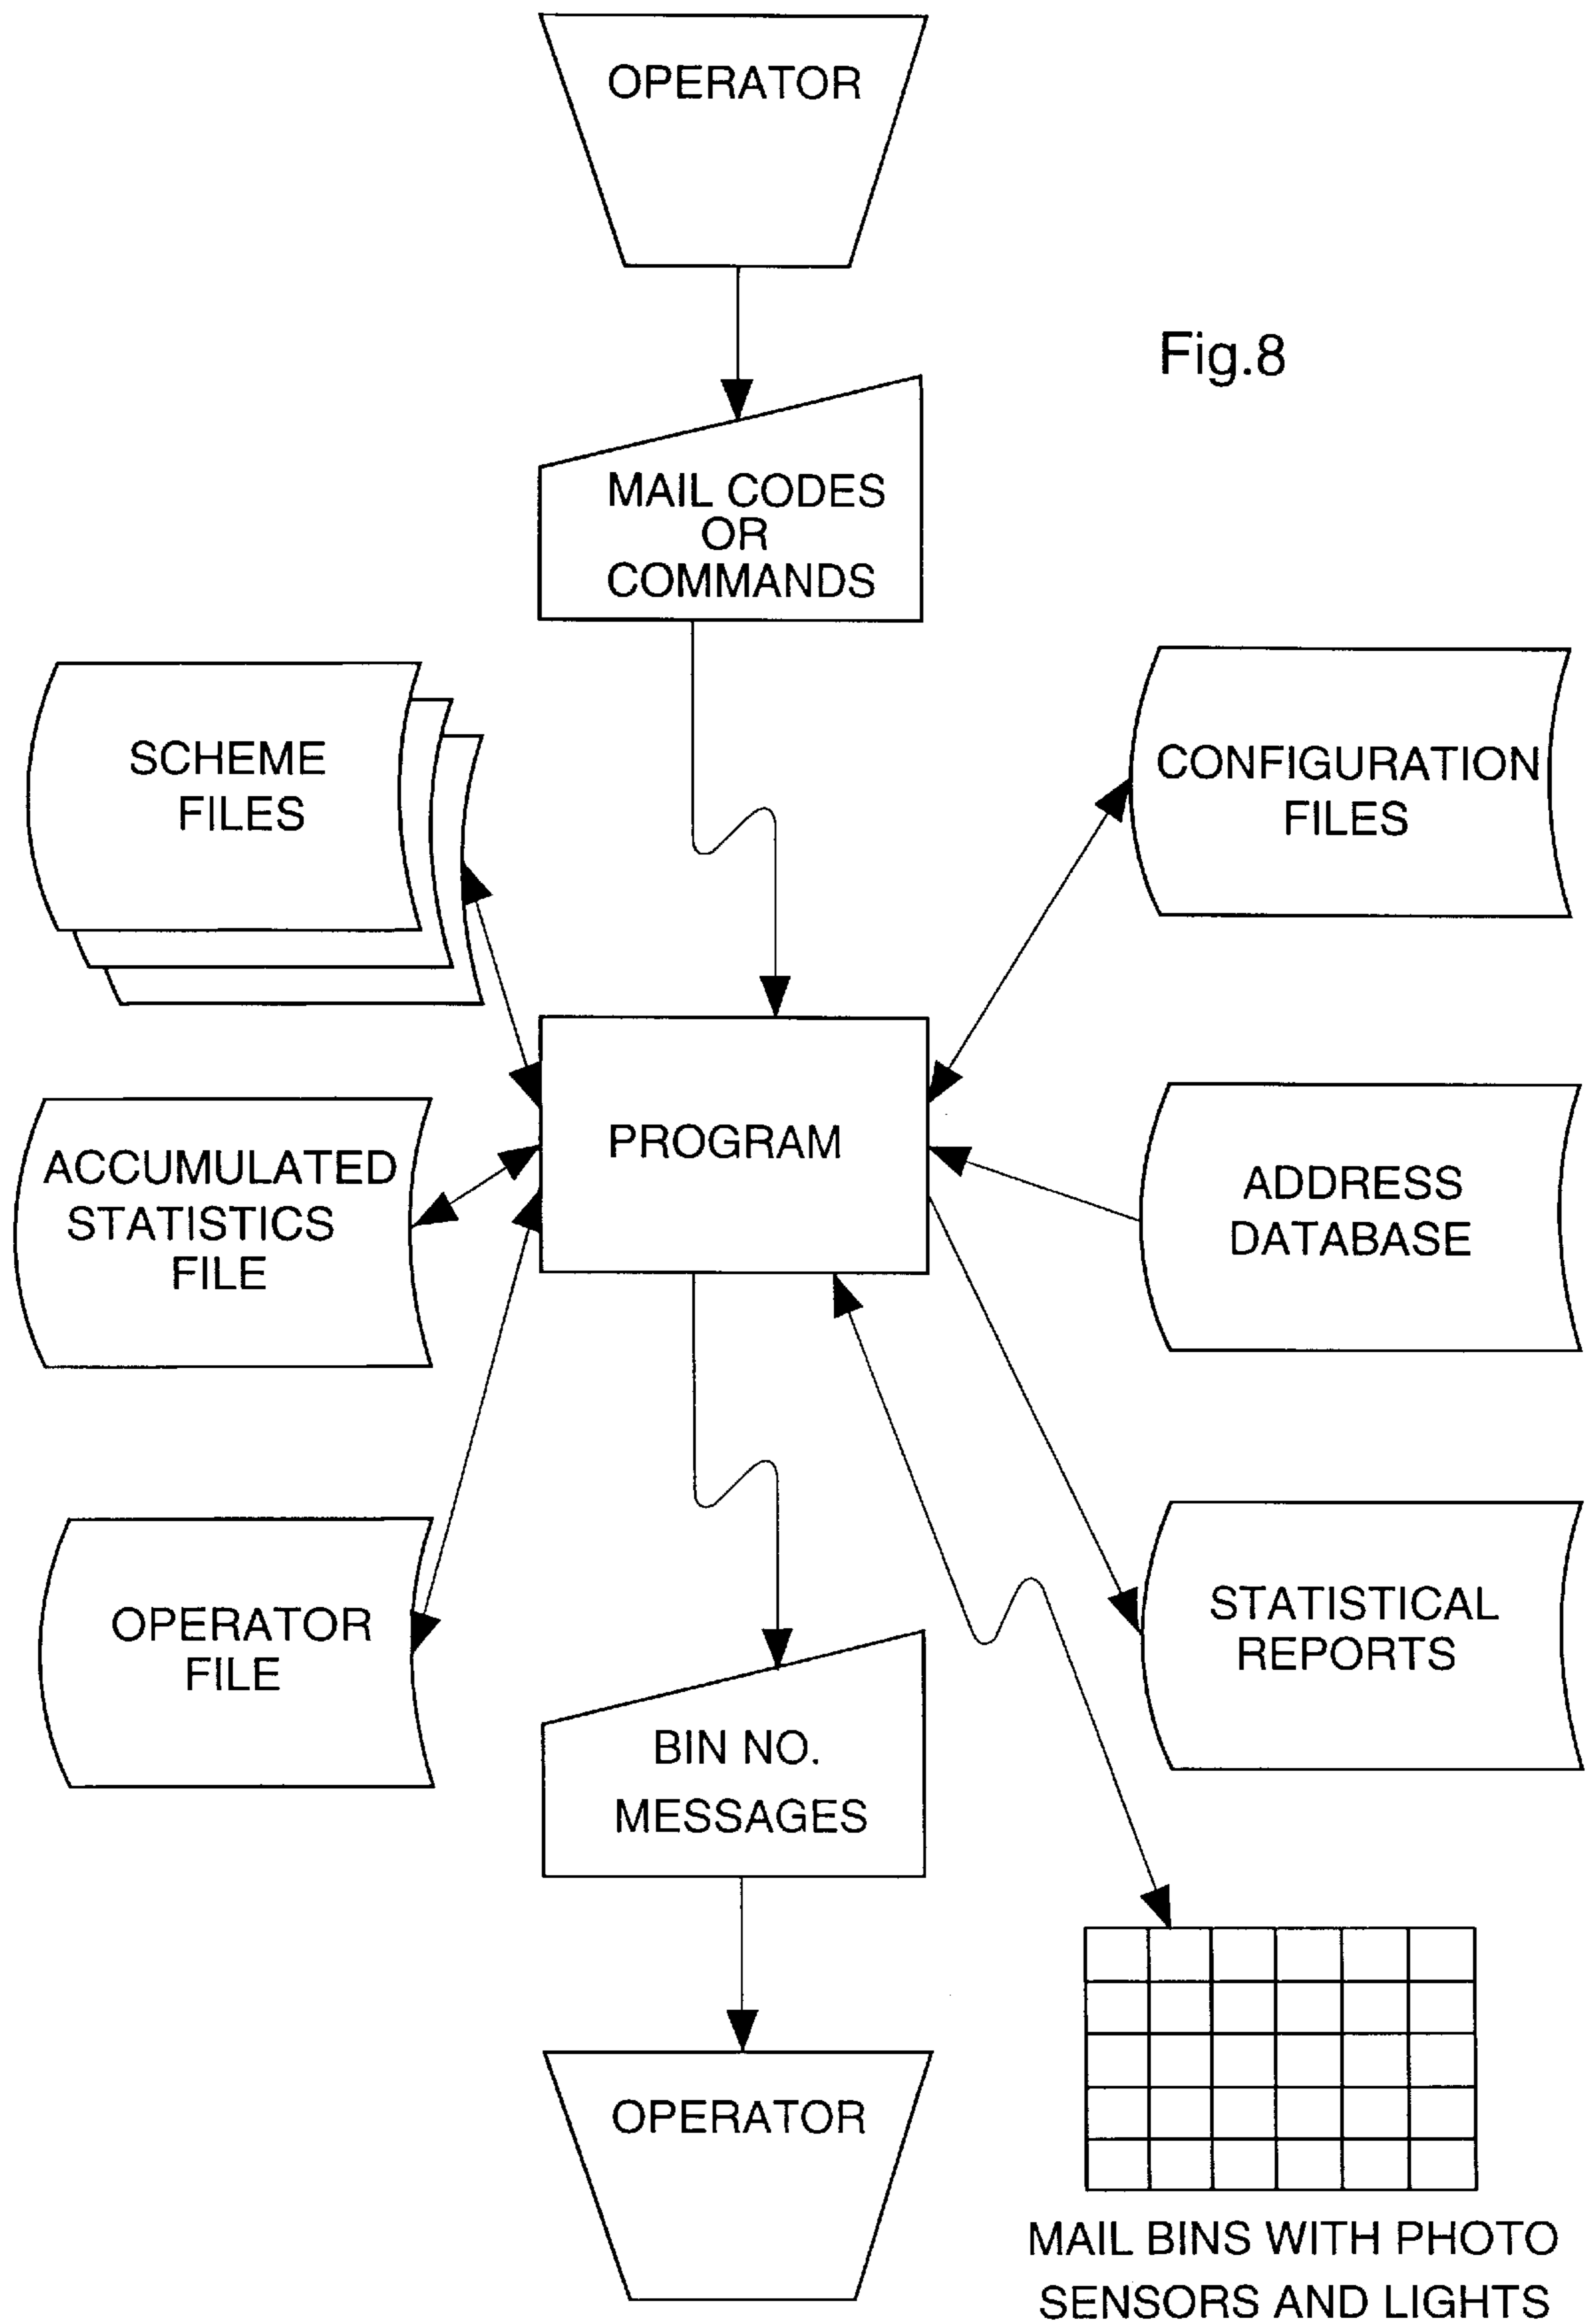 OPERATOR
Fig.8
MAIL CODES
OR
COMMANDS
SCHEME
FILES
CONFIGURATION
FILES
PROGRAM
ACCUMULATED
STATISTICS
FILE
ADDRESS
DATABASE
OPERATOR
FILE
STATISTICAL
REPORTS
BIN NO.
MESSAGES
OPERATOR
MAIL BINS WITH PHOTO
SENSORS AND LIGHTS